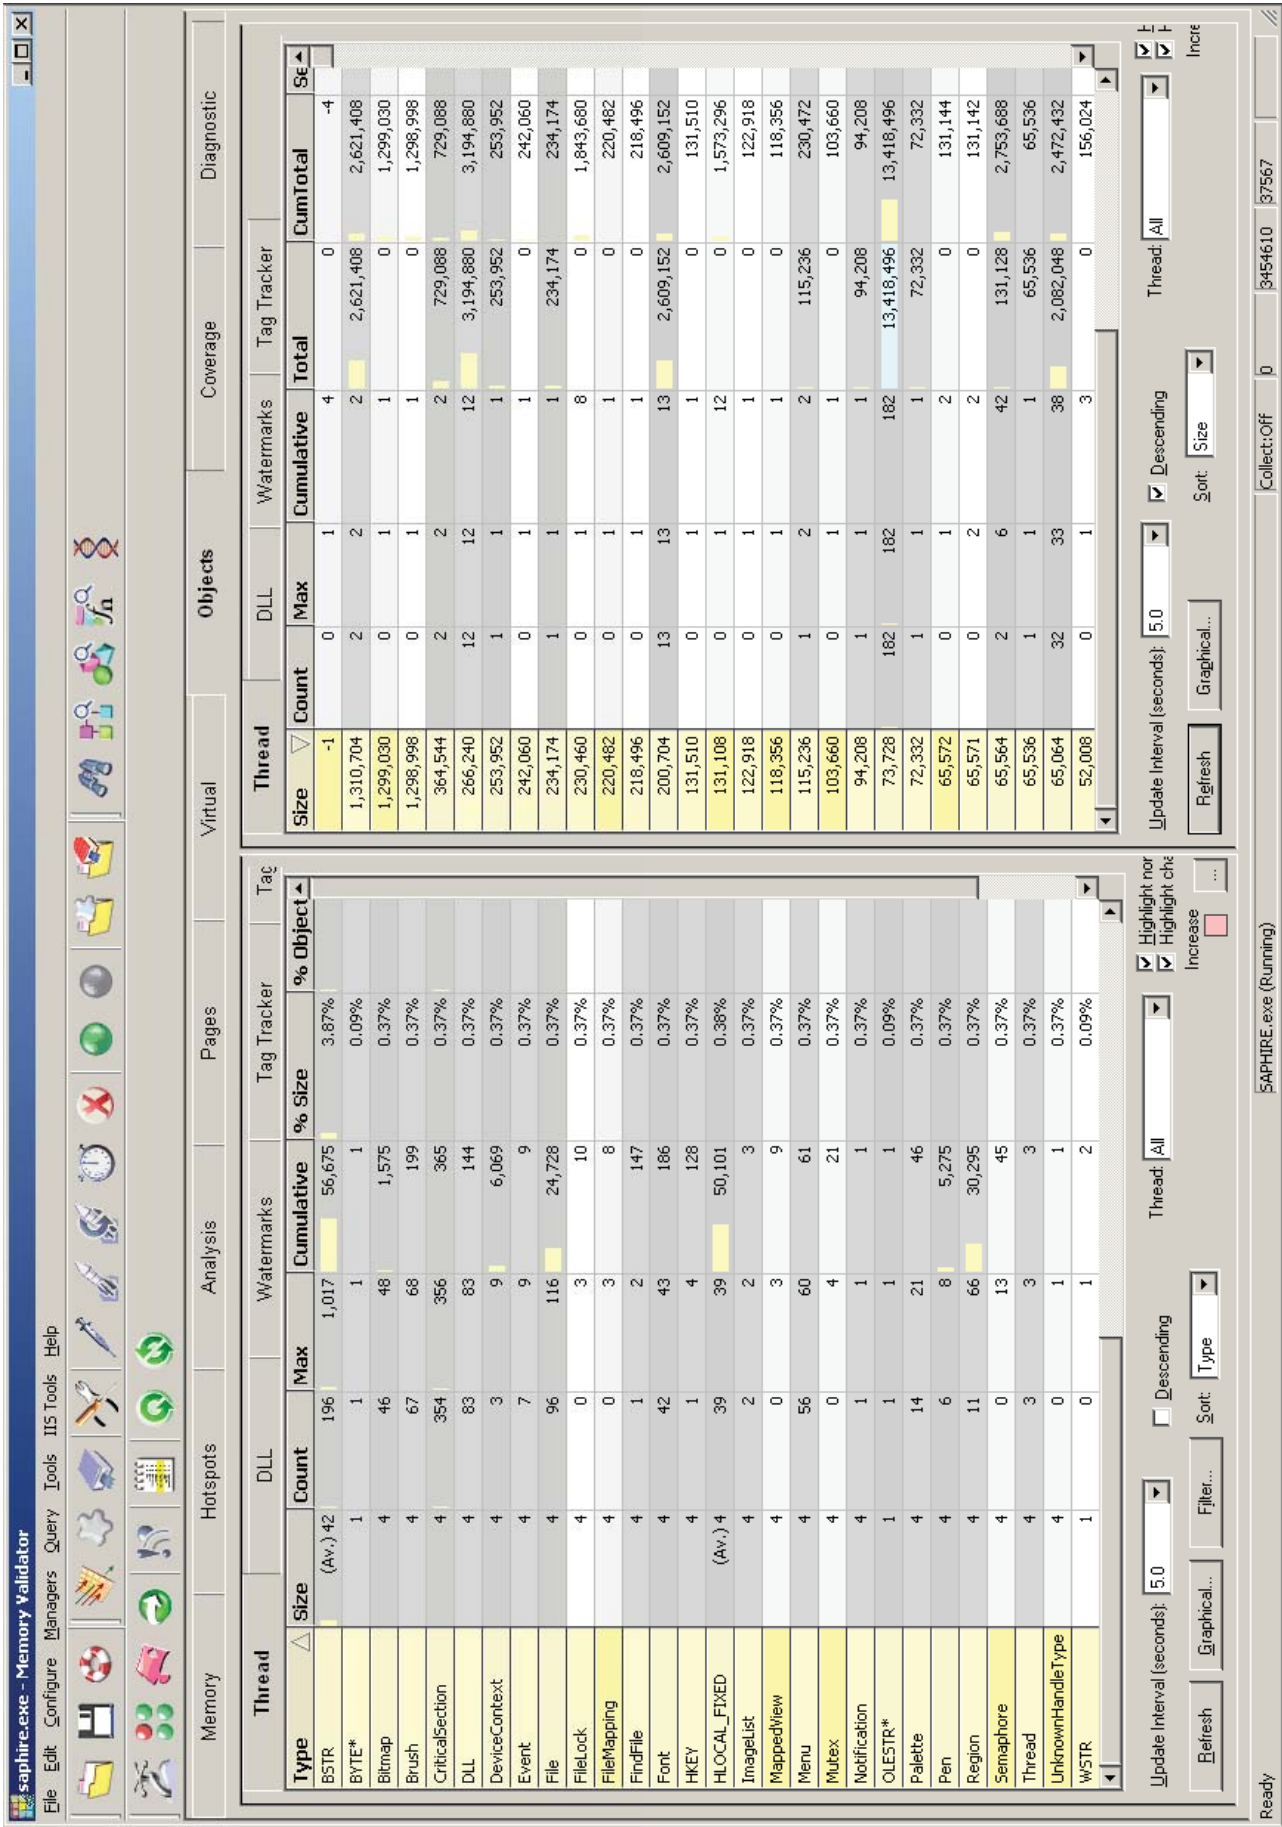 saphire.exe - Memory Validator
File Edit Configure Managers Query Tools IIS Tools Help
Memory Hotspots Analysis Pages Virtual Objects Coverage Diagnostic
Thread DLL Watermarks Tag Tracker Tag
Type Size Count Max Cumulative % Size % Object
BSTR (Av.) 42 196 1,017 56,675 3.87%
BYTE* 1 1 1 1 0.09%
Bitmap 4 46 48 1,575 0.37%
Brush 4 67 68 199 0.37%
CriticalSection 4 354 356 365 0.37%
DLL 4 83 83 144 0.37%
DeviceContext 4 3 9 6,069 0.37%
Event 4 7 9 9 0.37%
File 4 96 116 24,728 0.37%
FileLock 4 0 3 10 0.37%
FileMapping 4 0 3 8 0.37%
FindFile 4 1 2 147 0.37%
Font 4 42 43 186 0.37%
HKEY 4 1 4 128 0.37%
HLOCAL_FIXED (Av.) 4 39 39 50,101 0.38%
ImageList 4 2 2 3 0.37%
MappedView 4 0 3 9 0.37%
Menu 4 56 60 61 0.37%
Mutex 4 0 4 21 0.37%
Notification 4 1 1 1 0.37%
OLESTR* 1 1 1 1 0.09%
Palette 4 14 21 46 0.37%
Pen 4 6 8 5,275 0.37%
Region 4 11 66 30,295 0.37%
Semaphore 4 0 13 45 0.37%
Thread 4 3 3 3 0.37%
UnknownHandleType 4 0 1 1 0.37%
WSTR 1 0 1 2 0.09%
Update Interval (seconds): 5.0 Descending Thread: All Highlight nor
Highlight cha
Refresh Graphical... Filter... Sort: Type Increase ...
Thread DLL Watermarks Tag Tracker
Size Count Max Cumulative Total CumTotal Se
-1 0 1 4 0 -4
1,310,704 2 2 2 2,621,408 2,621,408
1,299,030 0 1 1 0 1,299,030
1,298,998 0 1 1 0 1,298,998
364,544 2 2 2 729,088 729,088
266,240 12 12 12 3,194,880 3,194,880
253,952 1 1 1 253,952 253,952
242,060 0 1 1 0 242,060
234,174 1 1 1 234,174 234,174
230,460 0 1 8 0 1,843,680
220,482 0 1 1 0 220,482
218,496 0 1 1 0 218,496
200,704 13 13 13 2,609,152 2,609,152
131,510 0 1 1 0 131,510
131,108 0 1 12 0 1,573,296
122,918 0 1 1 0 122,918
118,356 0 1 1 0 118,356
115,236 1 2 2 115,236 230,472
103,660 0 1 1 0 103,660
94,208 1 1 1 94,208 94,208
73,728 182 182 182 13,418,496 13,418,496
72,332 1 1 1 72,332 72,332
65,572 0 1 2 0 131,144
65,571 0 2 2 0 131,142
65,564 2 6 42 131,128 2,753,688
65,536 1 1 1 65,536 65,536
65,064 32 33 38 2,082,048 2,472,432
52,008 0 1 3 0 156,024
Update Interval (seconds): 5.0 Descending Thread: All
Refresh Graphical... Sort: Size Incre
Ready SAPHIRE.exe (Running) Collect:Off 0 3454610 37567